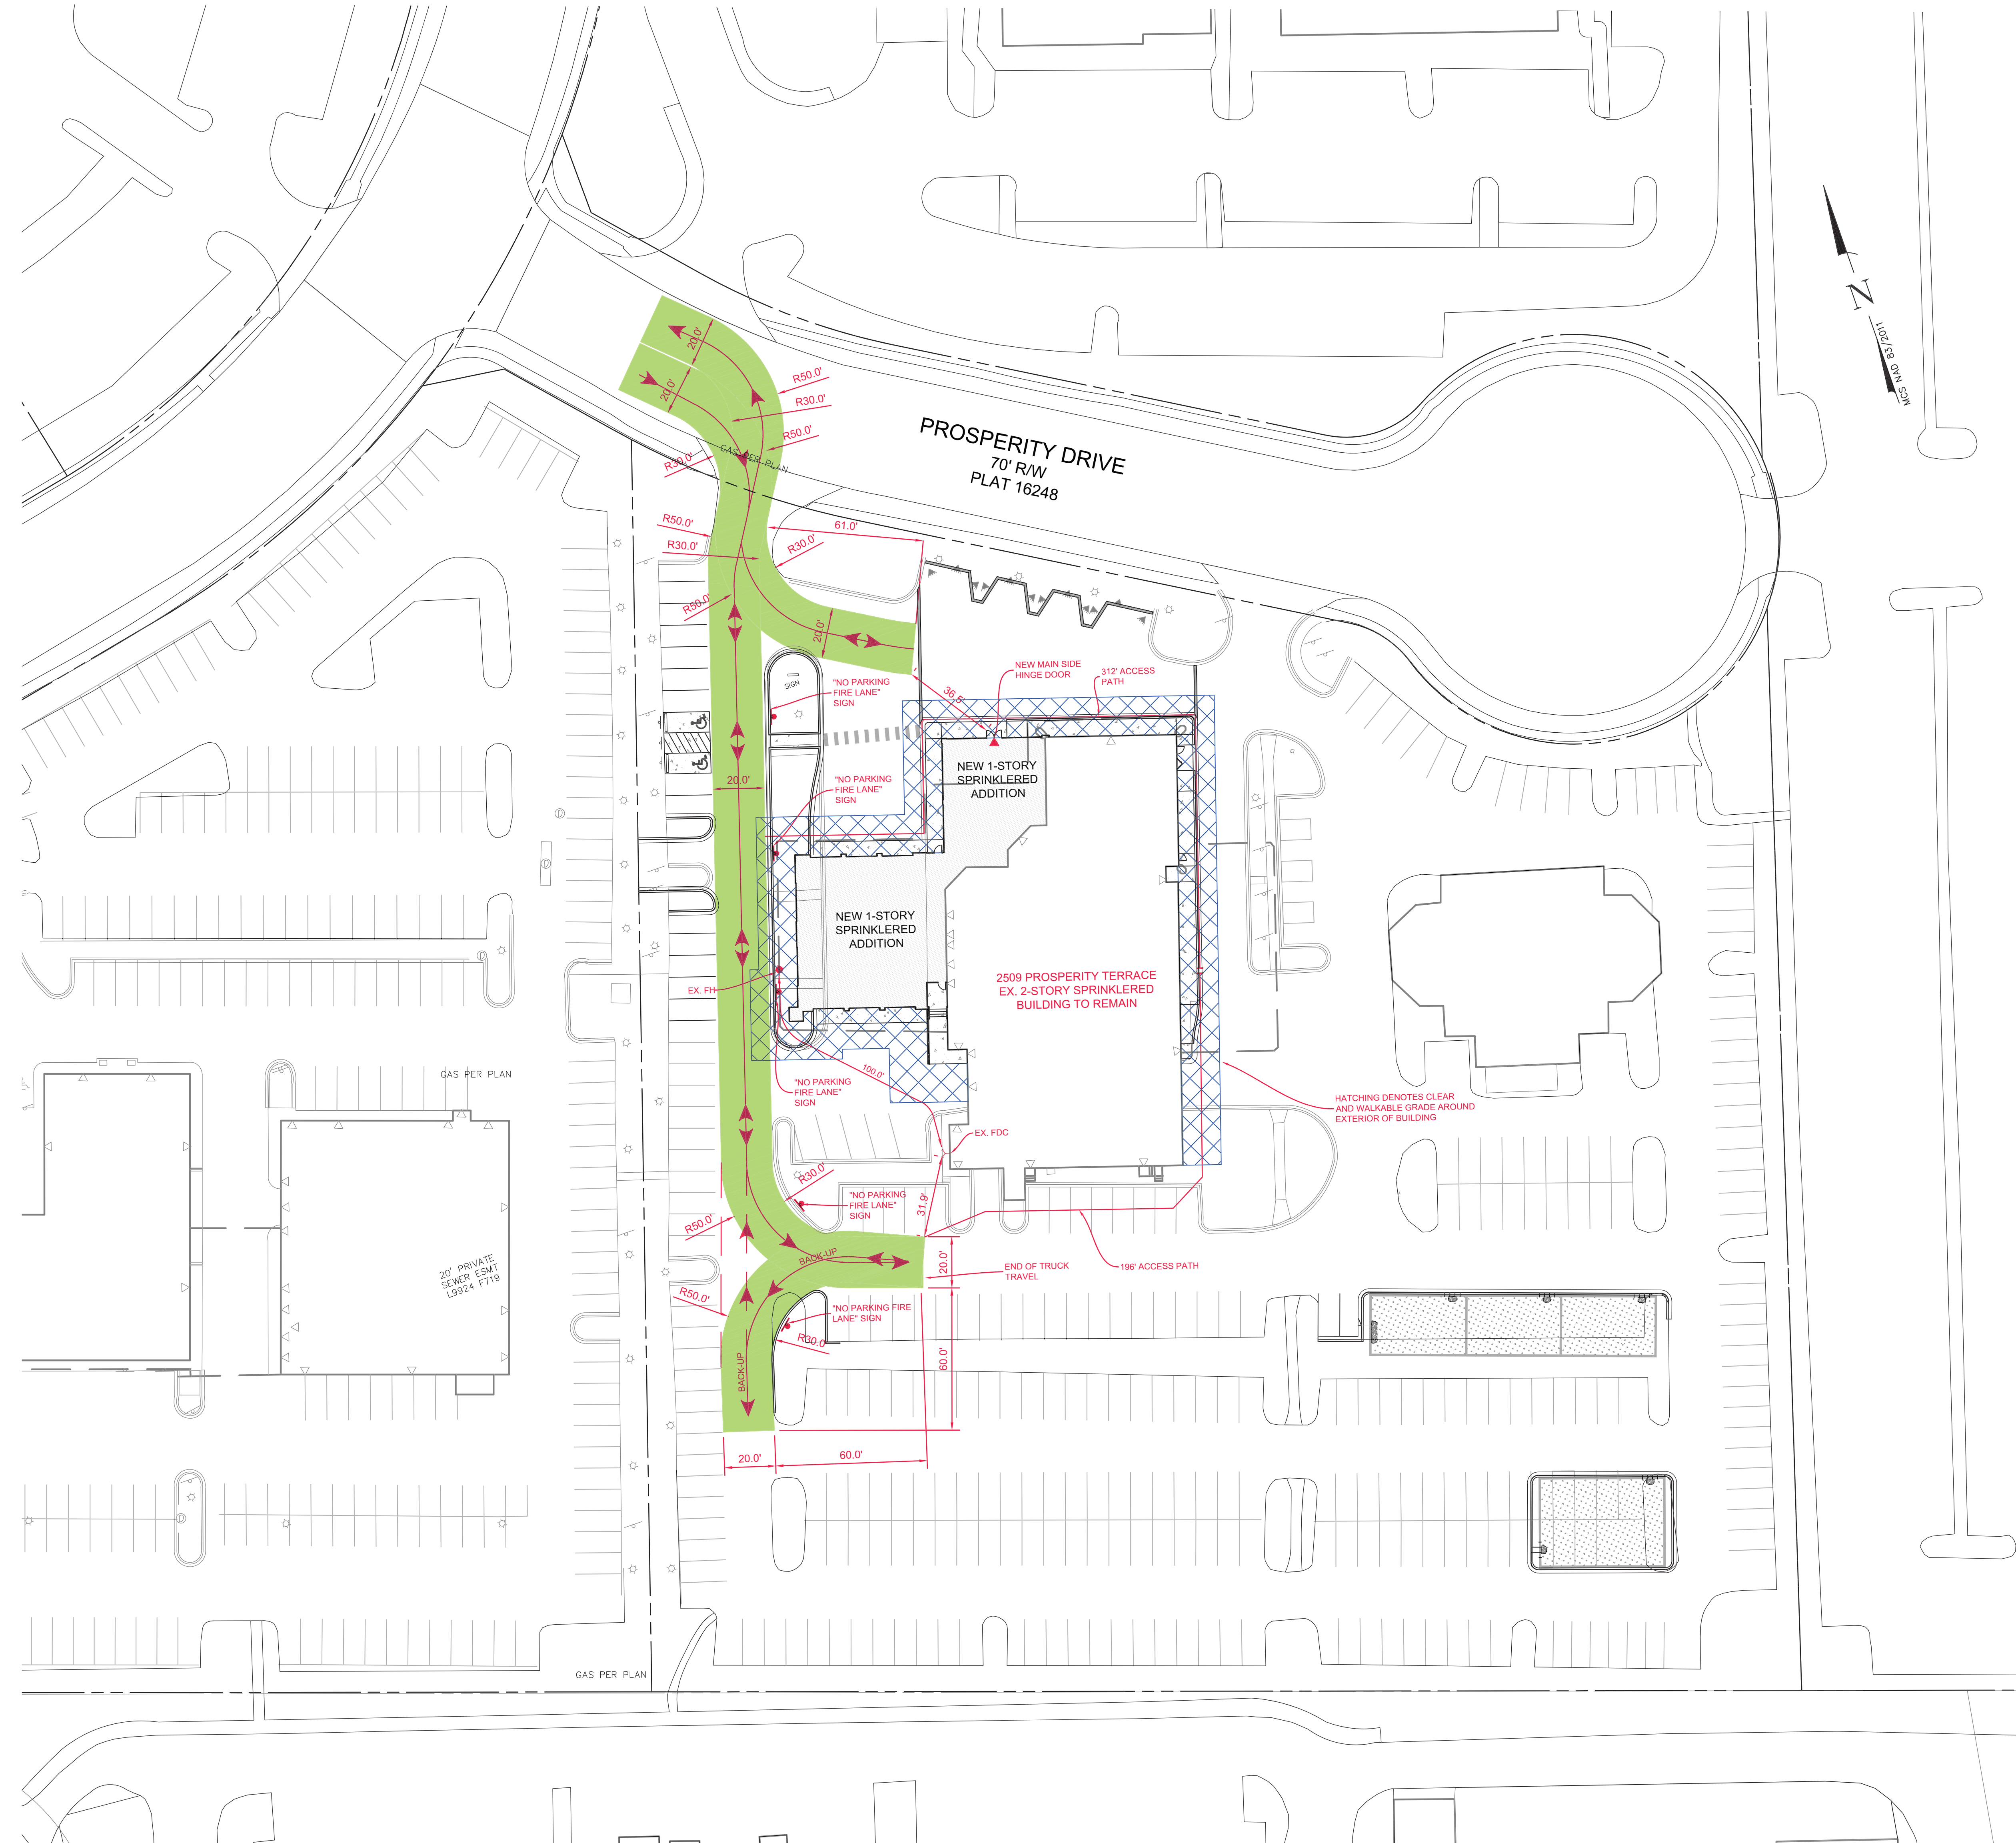 N
MCS NAD 83/2011
20.0'
20.0'
R50.0'
R30.0'
R50.0'
R30.0'
GAS PER PLAN
PROSPERITY DRIVE
70' R/W
PLAT 16248
R50.0'
R30.0'
61.0'
R30.0'
R50.0'
20.0'
SIGN
"NO PARKING
FIRE LANE"
SIGN
36.5'
NEW MAIN SIDE
HINGE DOOR
312' ACCESS
PATH
20.0'
"NO PARKING
FIRE LANE"
SIGN
NEW 1-STORY
SPRINKLERED
ADDITION
NEW 1-STORY
SPRINKLERED
ADDITION
EX. FH
2509 PROSPERITY TERRACE
EX. 2-STORY SPRINKLERED
BUILDING TO REMAIN
GAS PER PLAN
100.0'
"NO PARKING
FIRE LANE"
SIGN
HATCHING DENOTES CLEAR
AND WALKABLE GRADE AROUND
EXTERIOR OF BUILDING
EX. FDC
R30.0'
"NO PARKING
FIRE LANE"
SIGN
31.9'
R50.0'
BACK-UP
20.0'
END OF TRUCK
TRAVEL
196' ACCESS PATH
20' PRIVATE
SEWER ESMT
L9924 F719
R50.0'
"NO PARKING FIRE
LANE" SIGN
R30.0'
BACK-UP
60.0'
20.0'
60.0'
GAS PER PLAN